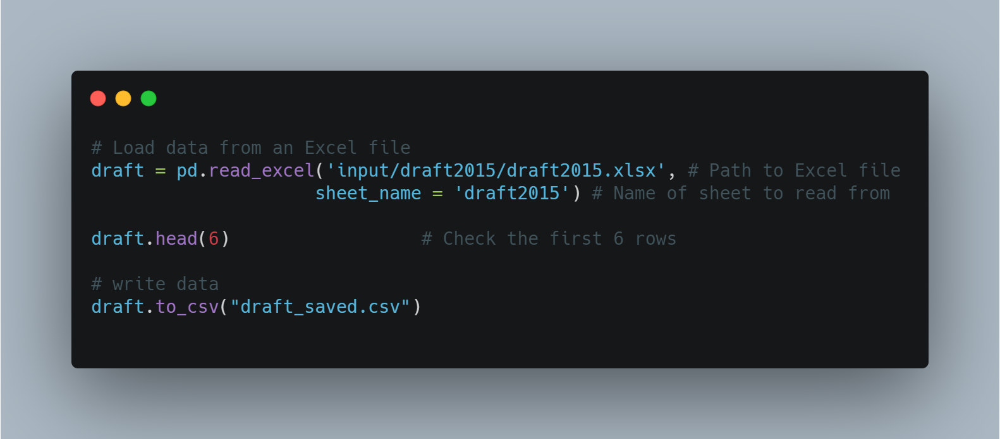 # Load data from an Excel file
draft = pd.read_excel('input/draft2015/draft2015.xlsx', # Path to Excel file
                     sheet_name = 'draft2015') # Name of sheet to read from
draft.head(6)                  # Check the first 6 rows
# write data
draft.to_csv("draft_saved.csv")